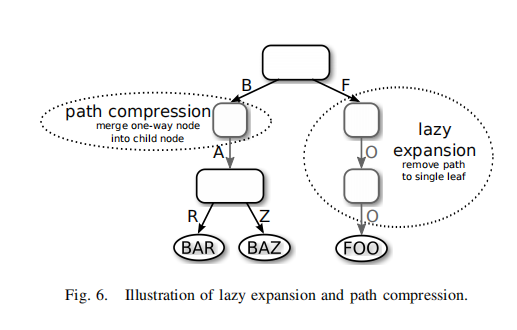 B
F
path compression
merge one-way node
into child node
lazy
expansion
remove path
to single leaf
A
O
R
Z
O
BAR
BAZ
FOO
Fig. 6. Illustration of lazy expansion and path compression.